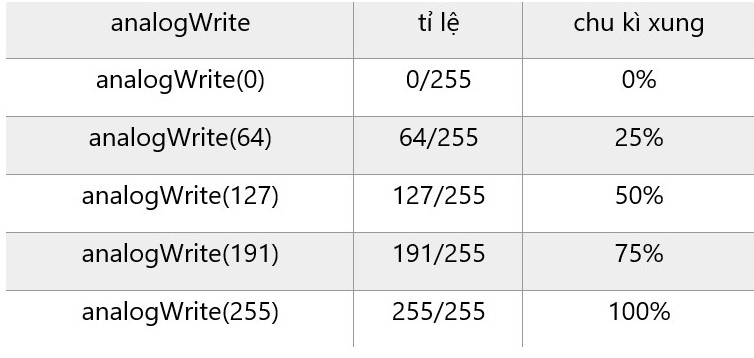 analogWrite tỉ lệ chu kì xung
analogWrite(0) 0/255 0%
analogWrite(64) 64/255 25%
analogWrite(127) 127/255 50%
analogWrite(191) 191/255 75%
analogWrite(255) 255/255 100%